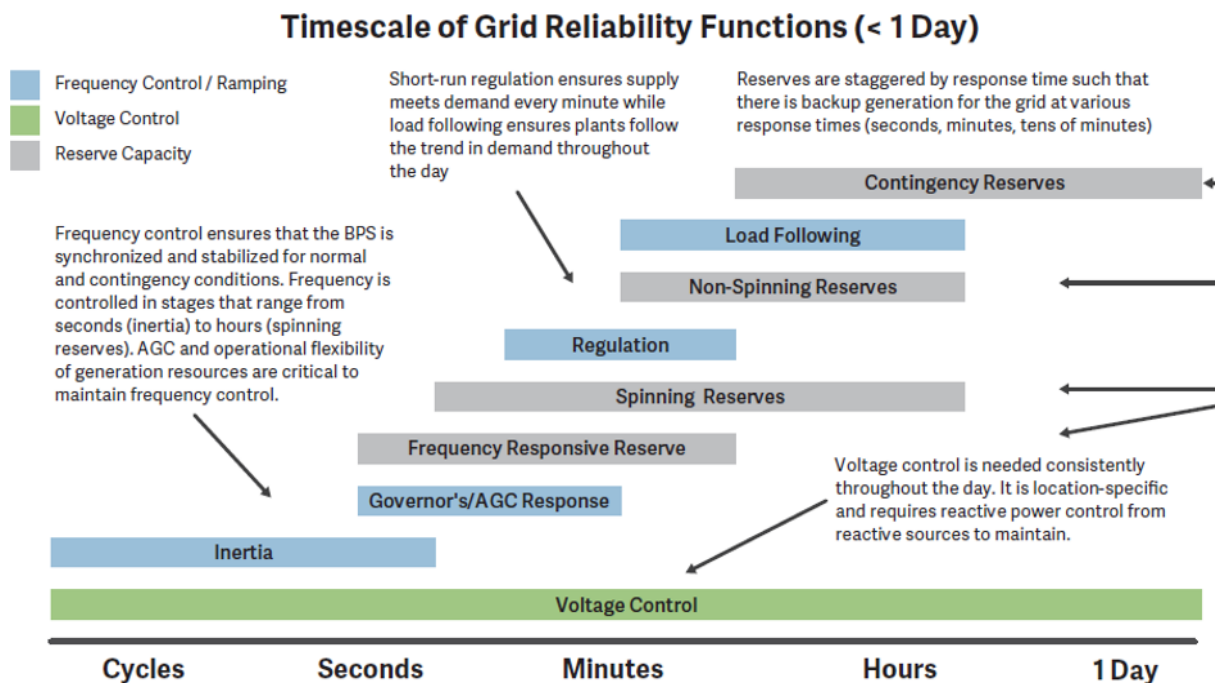 Timescale of Grid Reliability Functions (< 1 Day)
Frequency Control / Ramping
Voltage Control
Reserve Capacity
Short-run regulation ensures supply
meets demand every minute while
load following ensures plants follow
the trend in demand throughout
the day
Reserves are staggered by response time such that
there is backup generation for the grid at various
response times (seconds, minutes, tens of minutes)
Contingency Reserves
Frequency control ensures that the BPS is
synchronized and stabilized for normal
and contingency conditions. Frequency is
controlled in stages that range from
seconds (inertia) to hours (spinning
reserves). AGC and operational flexibility
of generation resources are critical to
maintain frequency control.
Load Following
Non-Spinning Reserves
Regulation
Spinning Reserves
Frequency Responsive Reserve
Governor's/AGC Response
Voltage control is needed consistently
throughout the day. It is location-specific
and requires reactive power control from
reactive sources to maintain.
Inertia
Voltage Control
Cycles Seconds Minutes Hours 1 Day